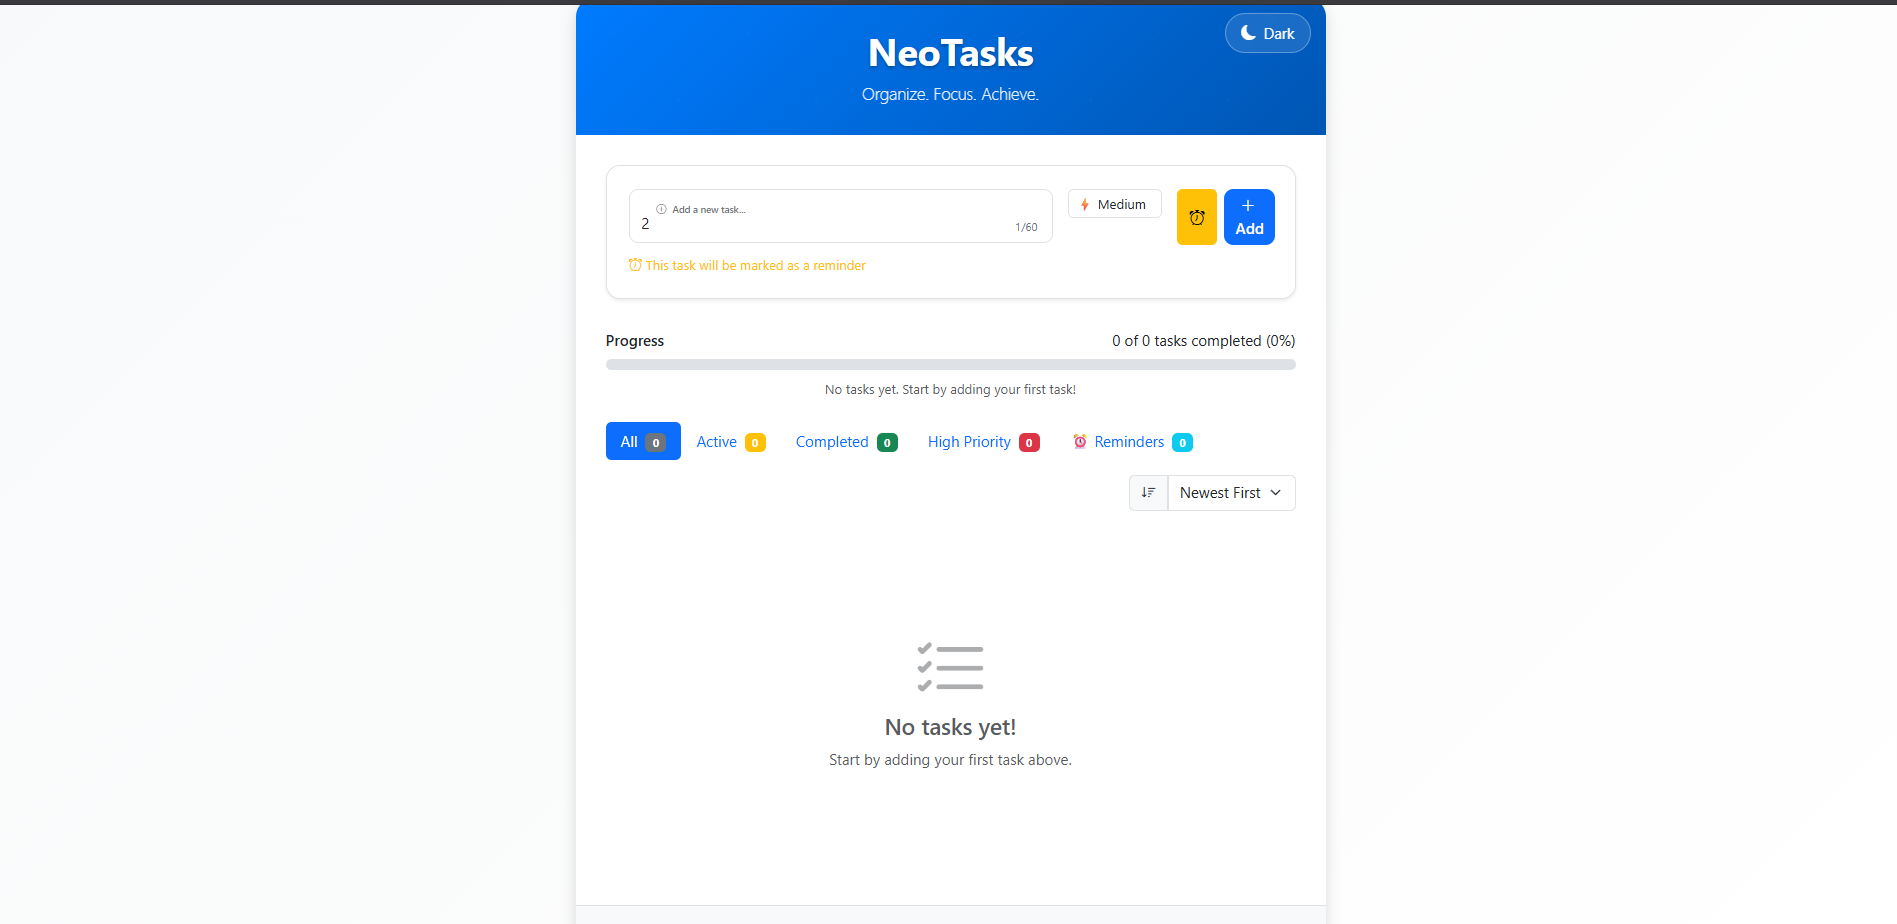 Dark
NeoTasks
Organize. Focus. Achieve.
Add a new task...
2
1/60
Medium
Add
This task will be marked as a reminder
Progress
0 of 0 tasks completed (0%)
No tasks yet. Start by adding your first task!
All 0 Active 0 Completed 0 High Priority 0 Reminders 0
Newest First
No tasks yet!
Start by adding your first task above.